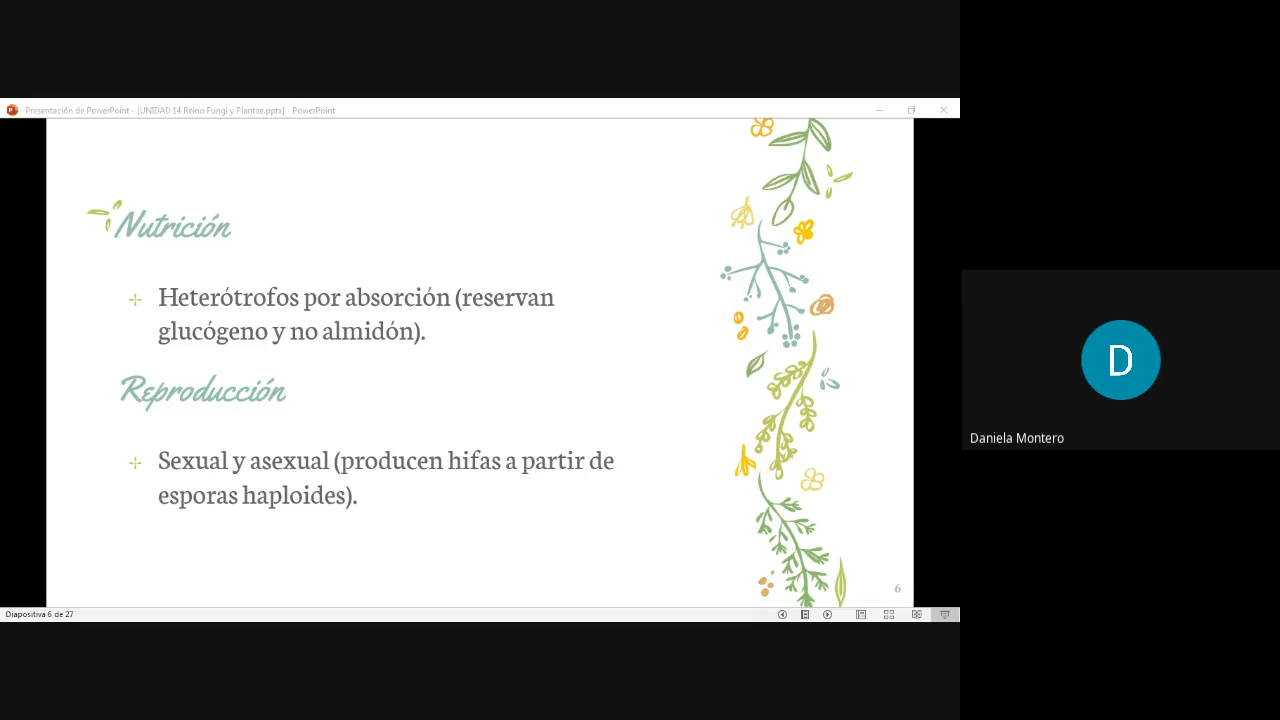 Presentación de PowerPoint - [UNIDAD 14 Reino Fungi y Plantae.pptx] - PowerPoint
Nutrición
Heterótrofos por absorción (reservan
glucógeno y no almidón).
Reproducción
Sexual y asexual (producen hifas a partir de
esporas haploides).
6
Diapositiva 6 de 27
D
Daniela Montero